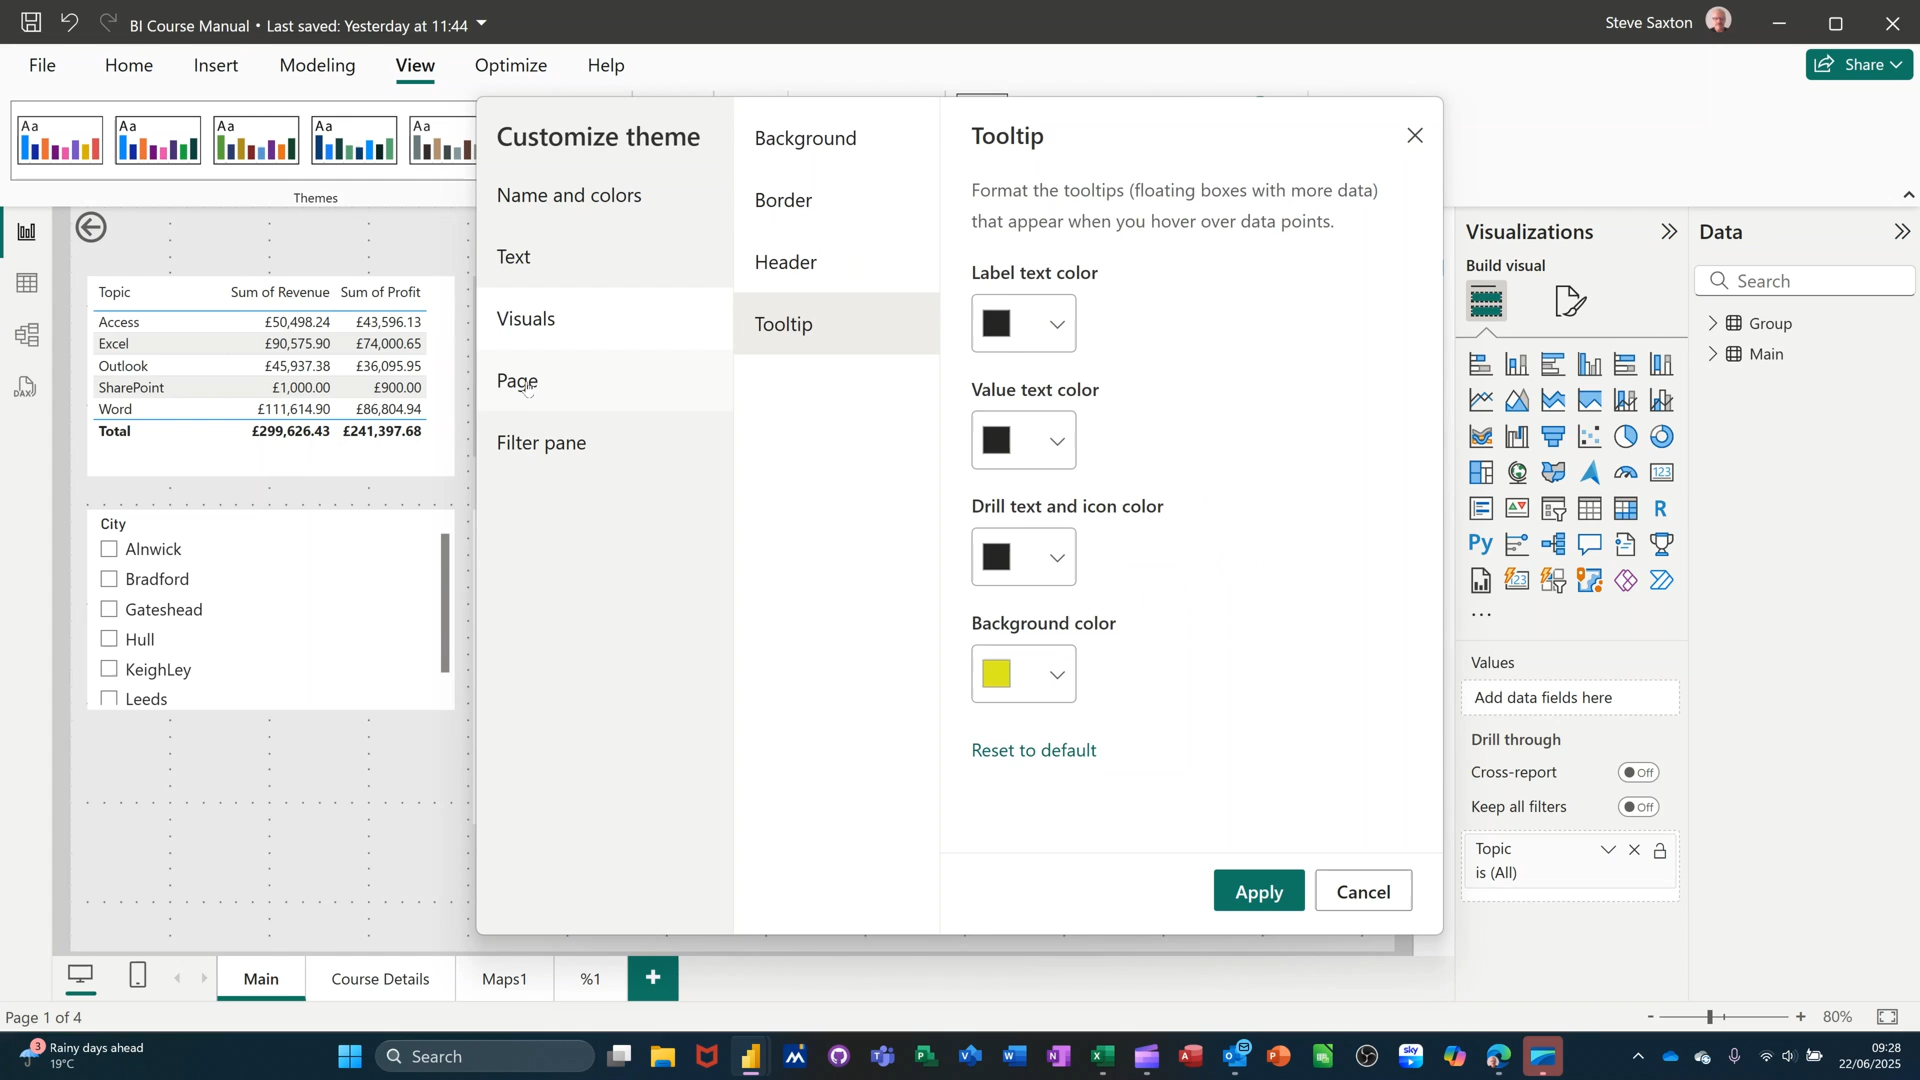 BI Course Manual • Last saved: Yesterday at 11:44
Steve Saxton
File
Home
Insert
Modeling
View
Optimize
Help
Share
Aa
Aa
Aa
Aa
Aa
Themes
Topic Sum of Revenue Sum of Profit
Access £50,498.24 £43,596.13
Excel £90,575.90 £74,000.65
Outlook £45,937.38 £36,095.95
SharePoint £1,000.00 £900.00
Word £111,614.90 £86,804.94
Total £299,626.43 £241,397.68
City
Alnwick
Bradford
Gateshead
Hull
KeighLey
Leeds
DAX
Customize theme
Name and colors
Text
Visuals
Page
Filter pane
Background
Border
Header
Tooltip
Tooltip
Format the tooltips (floating boxes with more data)
that appear when you hover over data points.
Label text color
Value text color
Drill text and icon color
Background color
Reset to default
Apply
Cancel
Visualizations
Build visual
123
R
Py
123
Values
Add data fields here
Drill through
Cross-report
Off
Keep all filters
Off
Topic
is (All)
Data
Search
Group
Main
Main
Course Details
Maps1
%1
Page 1 of 4
80%
3
Rainy days ahead
19°C
Search
sky
09:28
22/06/2025